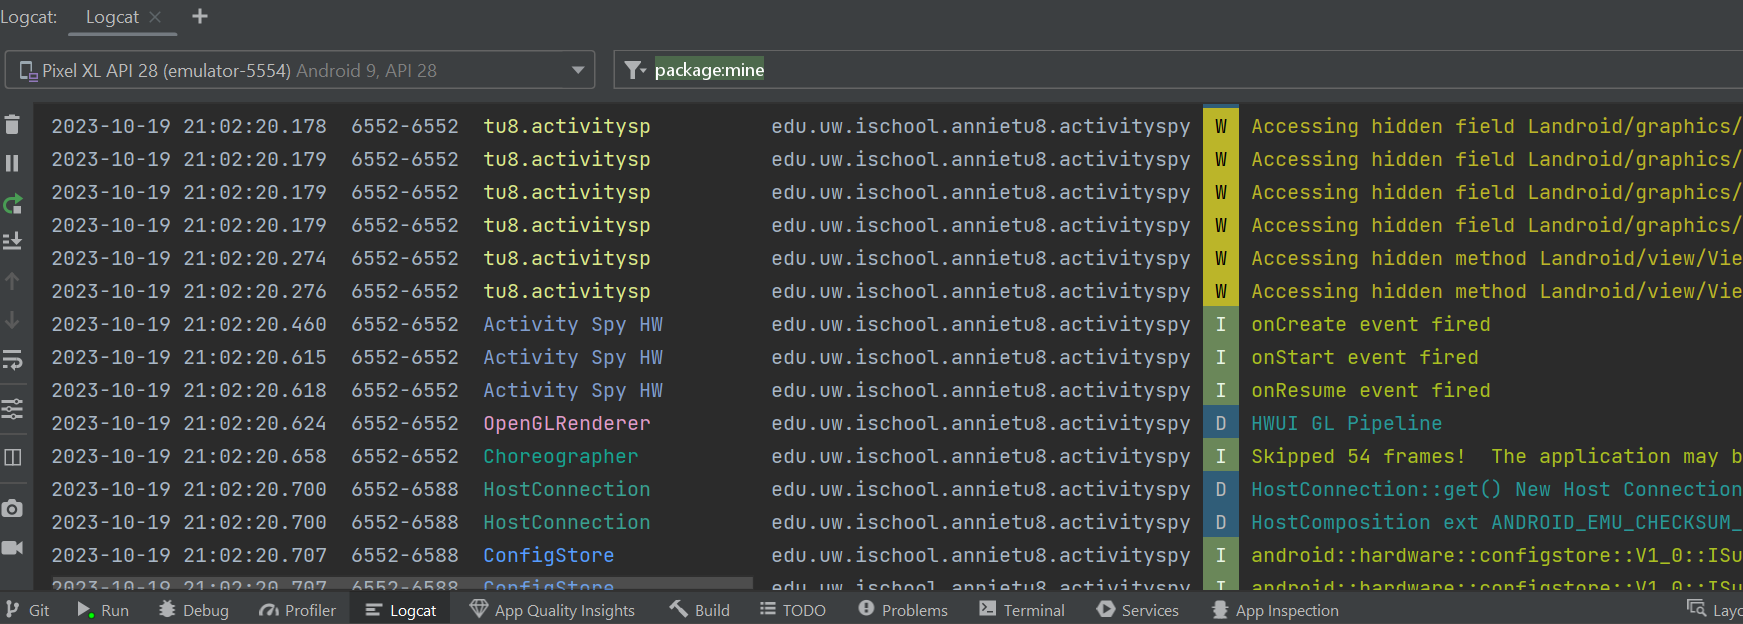 Logcat: Logcat
Pixel XL API 28 (emulator-5554) Android 9, API 28 package:mine
2023-10-19 21:02:20.178 6552-6552 tu8.activitysp edu.uw.ischool.annietu8.activityspy W Accessing hidden field Landroid/graphics/
2023-10-19 21:02:20.179 6552-6552 tu8.activitysp edu.uw.ischool.annietu8.activityspy W Accessing hidden field Landroid/graphics/
2023-10-19 21:02:20.179 6552-6552 tu8.activitysp edu.uw.ischool.annietu8.activityspy W Accessing hidden field Landroid/graphics/
2023-10-19 21:02:20.179 6552-6552 tu8.activitysp edu.uw.ischool.annietu8.activityspy W Accessing hidden field Landroid/graphics/
2023-10-19 21:02:20.274 6552-6552 tu8.activitysp edu.uw.ischool.annietu8.activityspy W Accessing hidden method Landroid/view/Vie
2023-10-19 21:02:20.276 6552-6552 tu8.activitysp edu.uw.ischool.annietu8.activityspy W Accessing hidden method Landroid/view/Vie
2023-10-19 21:02:20.460 6552-6552 Activity Spy HW edu.uw.ischool.annietu8.activityspy I onCreate event fired
2023-10-19 21:02:20.615 6552-6552 Activity Spy HW edu.uw.ischool.annietu8.activityspy I onStart event fired
2023-10-19 21:02:20.618 6552-6552 Activity Spy HW edu.uw.ischool.annietu8.activityspy I onResume event fired
2023-10-19 21:02:20.624 6552-6552 OpenGLRenderer edu.uw.ischool.annietu8.activityspy D HWUI GL Pipeline
2023-10-19 21:02:20.658 6552-6552 Choreographer edu.uw.ischool.annietu8.activityspy I Skipped 54 frames! The application may b
2023-10-19 21:02:20.700 6552-6588 HostConnection edu.uw.ischool.annietu8.activityspy D HostConnection::get() New Host Connection
2023-10-19 21:02:20.700 6552-6588 HostConnection edu.uw.ischool.annietu8.activityspy D HostComposition ext ANDROID_EMU_CHECKSUM_
2023-10-19 21:02:20.707 6552-6588 ConfigStore edu.uw.ischool.annietu8.activityspy I android::hardware::configstore::V1_0::ISu
2023-10-19 21:02:20.707 6552-6588 ConfigStore edu.uw.ischool.annietu8.activityspy I android::hardware::configstore::V1_0::ISu
Git Run Debug Profiler Logcat App Quality Insights Build TODO Problems Terminal Services App Inspection Layo